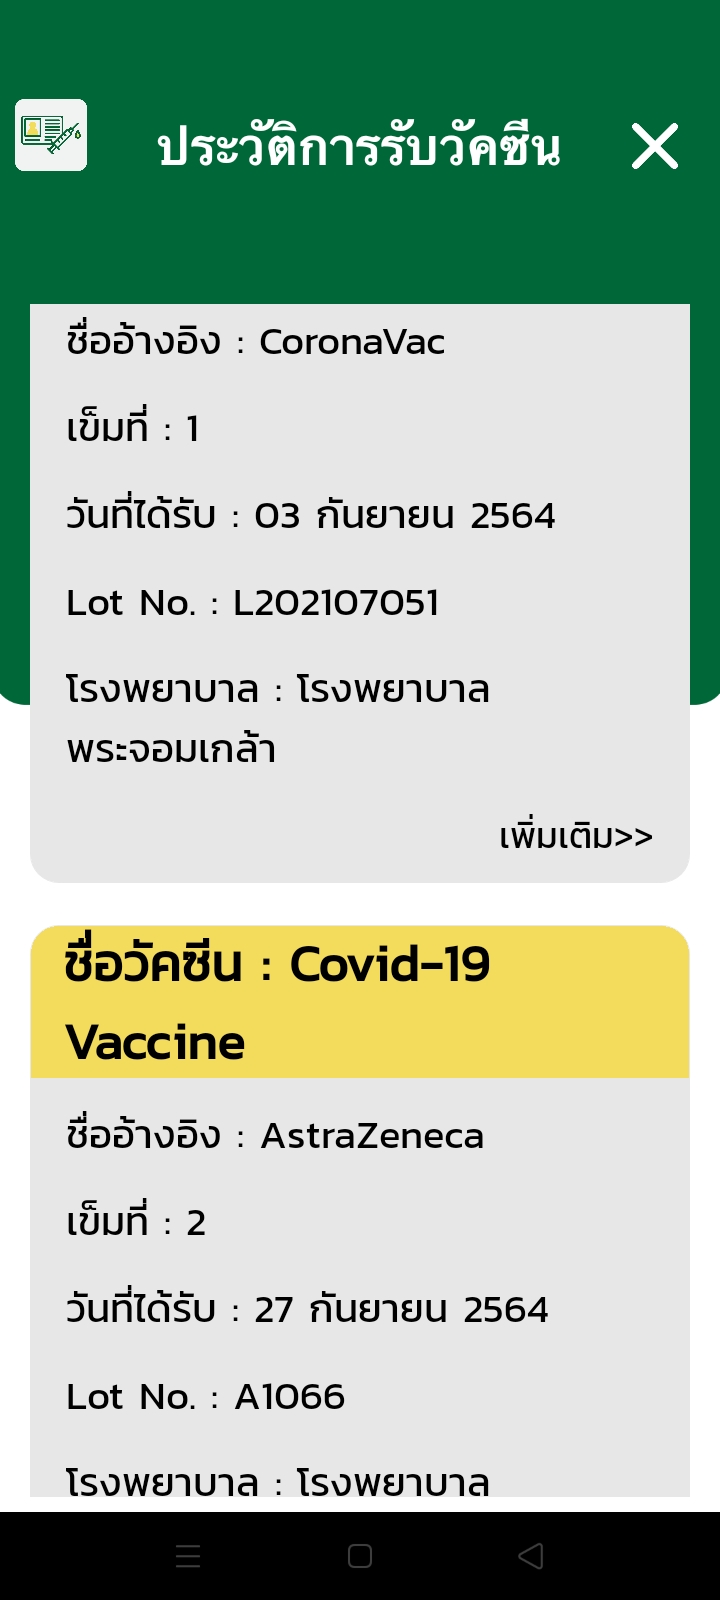 ประวัติการรับวัคซีน
ชื่ออ้างอิง : CoronaVac
เข็มที่ : 1
วันที่ได้รับ : 03 กันยายน 2564
Lot No. : L202107051
โรงพยาบาล : โรงพยาบาล
พระจอมเกล้า
เพิ่มเติม>>
ชื่อวัคซีน : Covid-19
Vaccine
ชื่ออ้างอิง : AstraZeneca
เข็มที่ : 2
วันที่ได้รับ : 27 กันยายน 2564
Lot No. : A1066
โรงพยาบาล : โรงพยาบาล